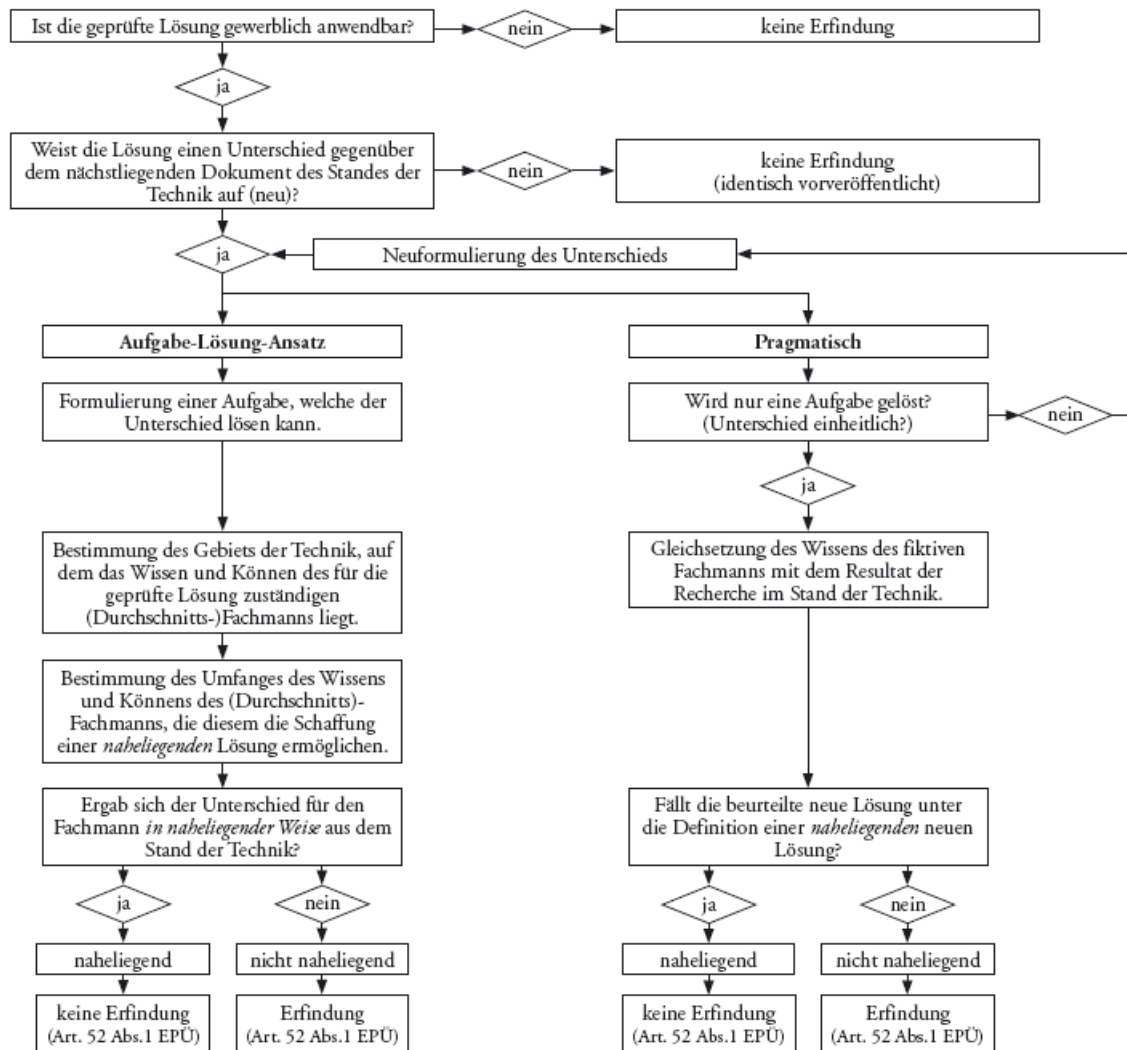 Ist die geprüfte Lösung gewerblich anwendbar?
nein
keine Erfindung
ja
Weist die Lösung einen Unterschied gegenüber
dem nächstliegenden Dokument des Standes der
Technik auf (neu)?
nein
keine Erfindung
(identisch vorveröffentlicht)
ja
Neuformulierung des Unterschieds
Aufgabe-Lösung-Ansatz
Formulierung einer Aufgabe, welche der
Unterschied lösen kann.
Bestimmung des Gebiets der Technik, auf
dem das Wissen und Können des für die
geprüfte Lösung zuständigen
(Durchschnitts-)Fachmanns liegt.
Bestimmung des Umfanges des Wissens
und Könnens des (Durchschnitts)-
Fachmanns, die diesem die Schaffung
einer naheliegenden Lösung ermöglichen.
Ergab sich der Unterschied für den
Fachmann in naheliegender Weise aus dem
Stand der Technik?
ja
nein
naheliegend
nicht naheliegend
keine Erfindung
(Art. 52 Abs.1 EPÜ)
Erfindung
(Art. 52 Abs.1 EPÜ)
Pragmatisch
Wird nur eine Aufgabe gelöst?
(Unterschied einheitlich?)
nein
ja
Gleichsetzung des Wissens des fiktiven
Fachmanns mit dem Resultat der
Recherche im Stand der Technik.
Fällt die beurteilte neue Lösung unter
die Definition einer naheliegenden neuen
Lösung?
ja
nein
naheliegend
nicht naheliegend
keine Erfindung
(Art. 52 Abs.1 EPÜ)
Erfindung
(Art. 52 Abs.1 EPÜ)